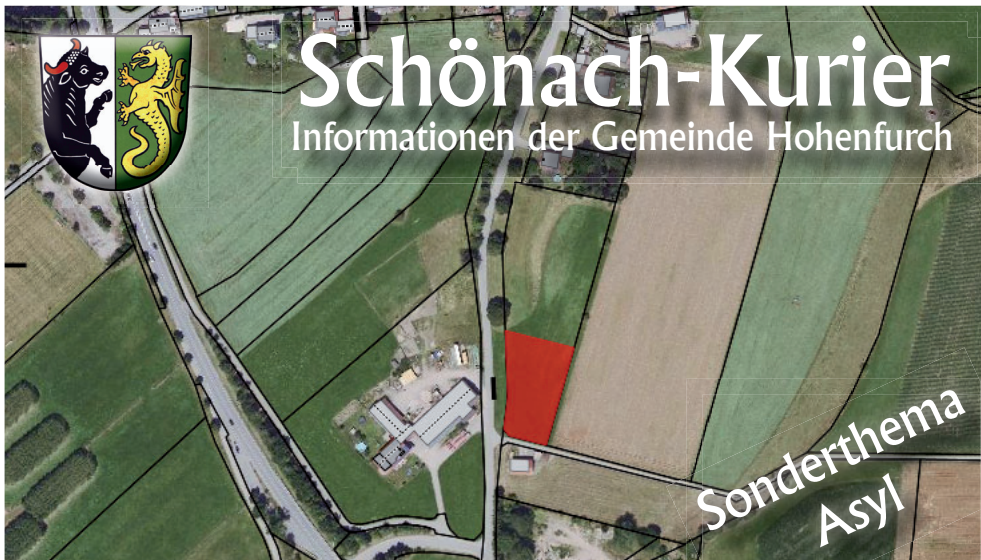 Schönach-Kurier
Informationen der Gemeinde Hohenfurch
Sonderthema
Asyl